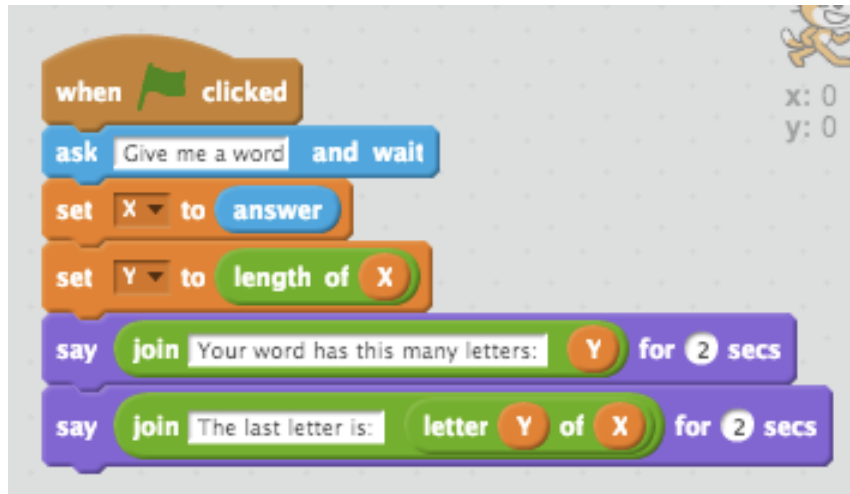 when clicked
x: 0
y: 0
ask Give me a word and wait
set X to answer
set Y to length of X
say join Your word has this many letters: Y for 2 secs
say join The last letter is: letter Y of X for 2 secs